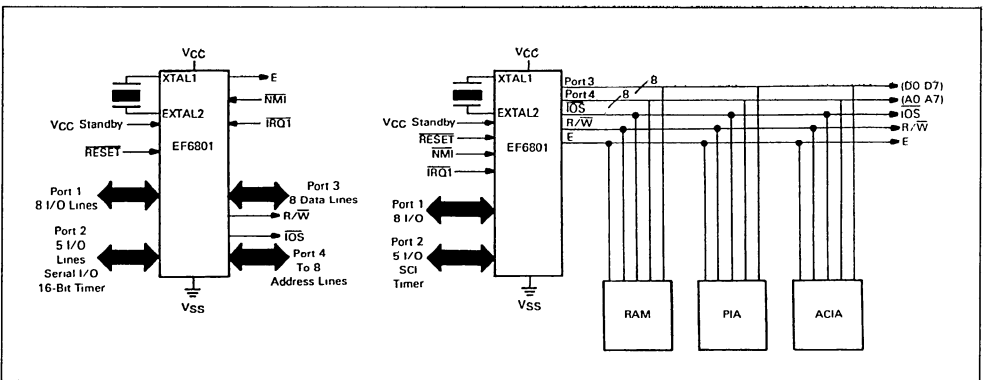 VCC
XTAL1
E
NMI
EXTAL2
VCC Standby
IRQ1
EF6801
RESET
Port 1
8 I/O Lines
Port 3
8 Data Lines
R/W
IOS
Port 2
5 I/O
Lines
Serial I/O
16-Bit Timer
Port 4
To 8
Address Lines
VSS
VCC
XTAL1
EXTAL2
VCC Standby
RESET
NMI
IRQ1
EF6801
Port 1
8 I/O
Port 2
5 I/O
SCI
Timer
VSS
Port 3
8
Port 4
8
IOS
R/W
E
(D0 D7)
(A0 A7)
IOS
R/W
E
RAM
PIA
ACIA